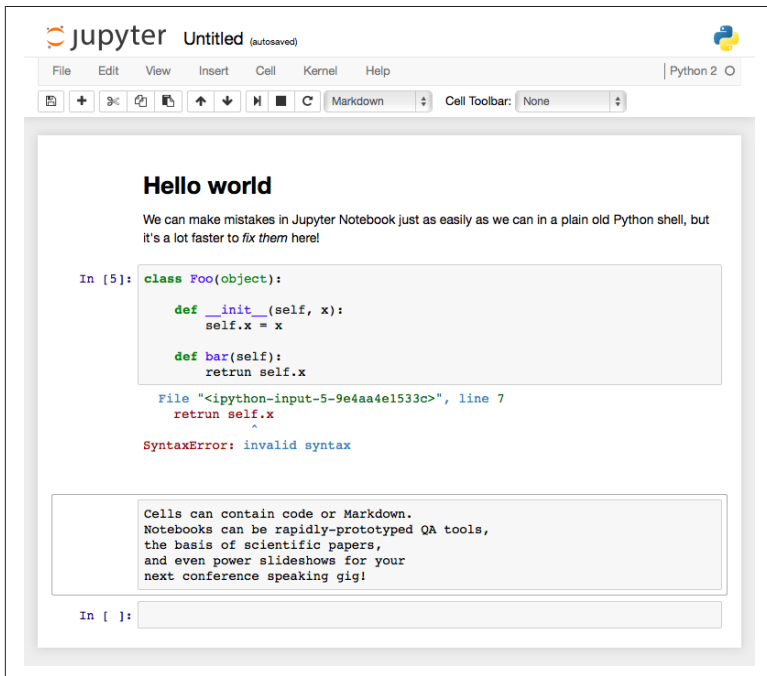 jupyter Untitled (autosaved)
File Edit View Insert Cell Kernel Help Python 2
Markdown Cell Toolbar: None
Hello world
We can make mistakes in Jupyter Notebook just as easily as we can in a plain old Python shell, but
it's a lot faster to fix them here!
In [5]: class Foo(object):
def __init__(self, x):
self.x = x
def bar(self):
retrun self.x
File "<ipython-input-5-9e4aa4e1533c>", line 7
retrun self.x
^
SyntaxError: invalid syntax
Cells can contain code or Markdown.
Notebooks can be rapidly-prototyped QA tools,
the basis of scientific papers,
and even power slideshows for your
next conference speaking gig!
In [ ]: